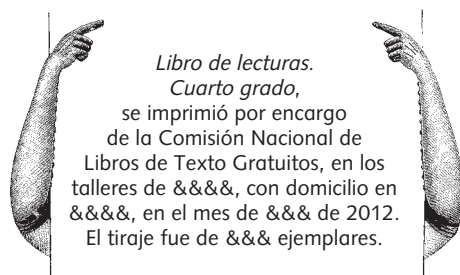 Libro de lecturas.
Cuarto grado,
se imprimió por encargo
de la Comisión Nacional de
Libros de Texto Gratuitos, en los
talleres de &&&&, con domicilio en
&&&&, en el mes de &&& de 2012.
El tiraje fue de &&& ejemplares.